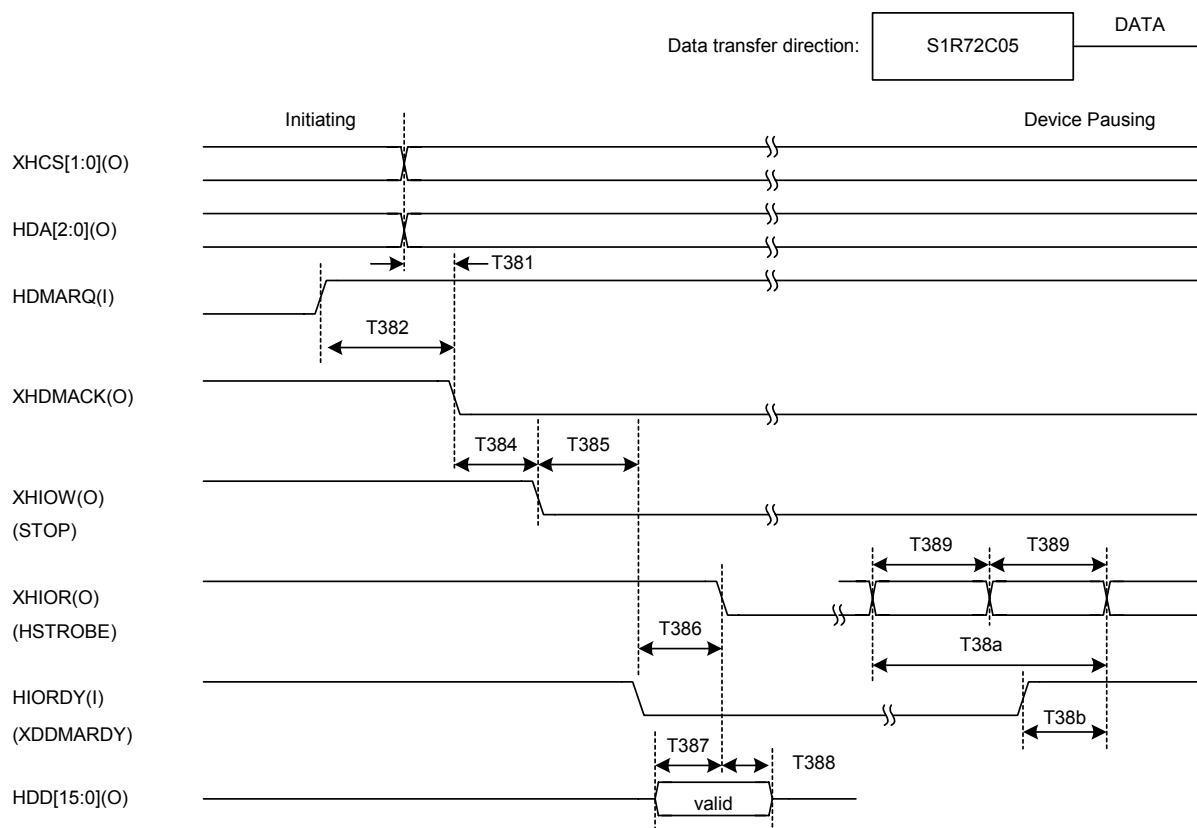 DATA
Data transfer direction: S1R72C05
Initiating Device Pausing
XHCS[1:0](O)
HDA[2:0](O)
T381
HDMARQ(I)
T382
XHDMACK(O)
T384 T385
XHIOW(O)
(STOP)
T389 T389
XHIOR(O)
(HSTROBE)
T386 T38a
HIORDY(I)
(XDDMARDY)
T38b
T387 T388
HDD[15:0](O) valid